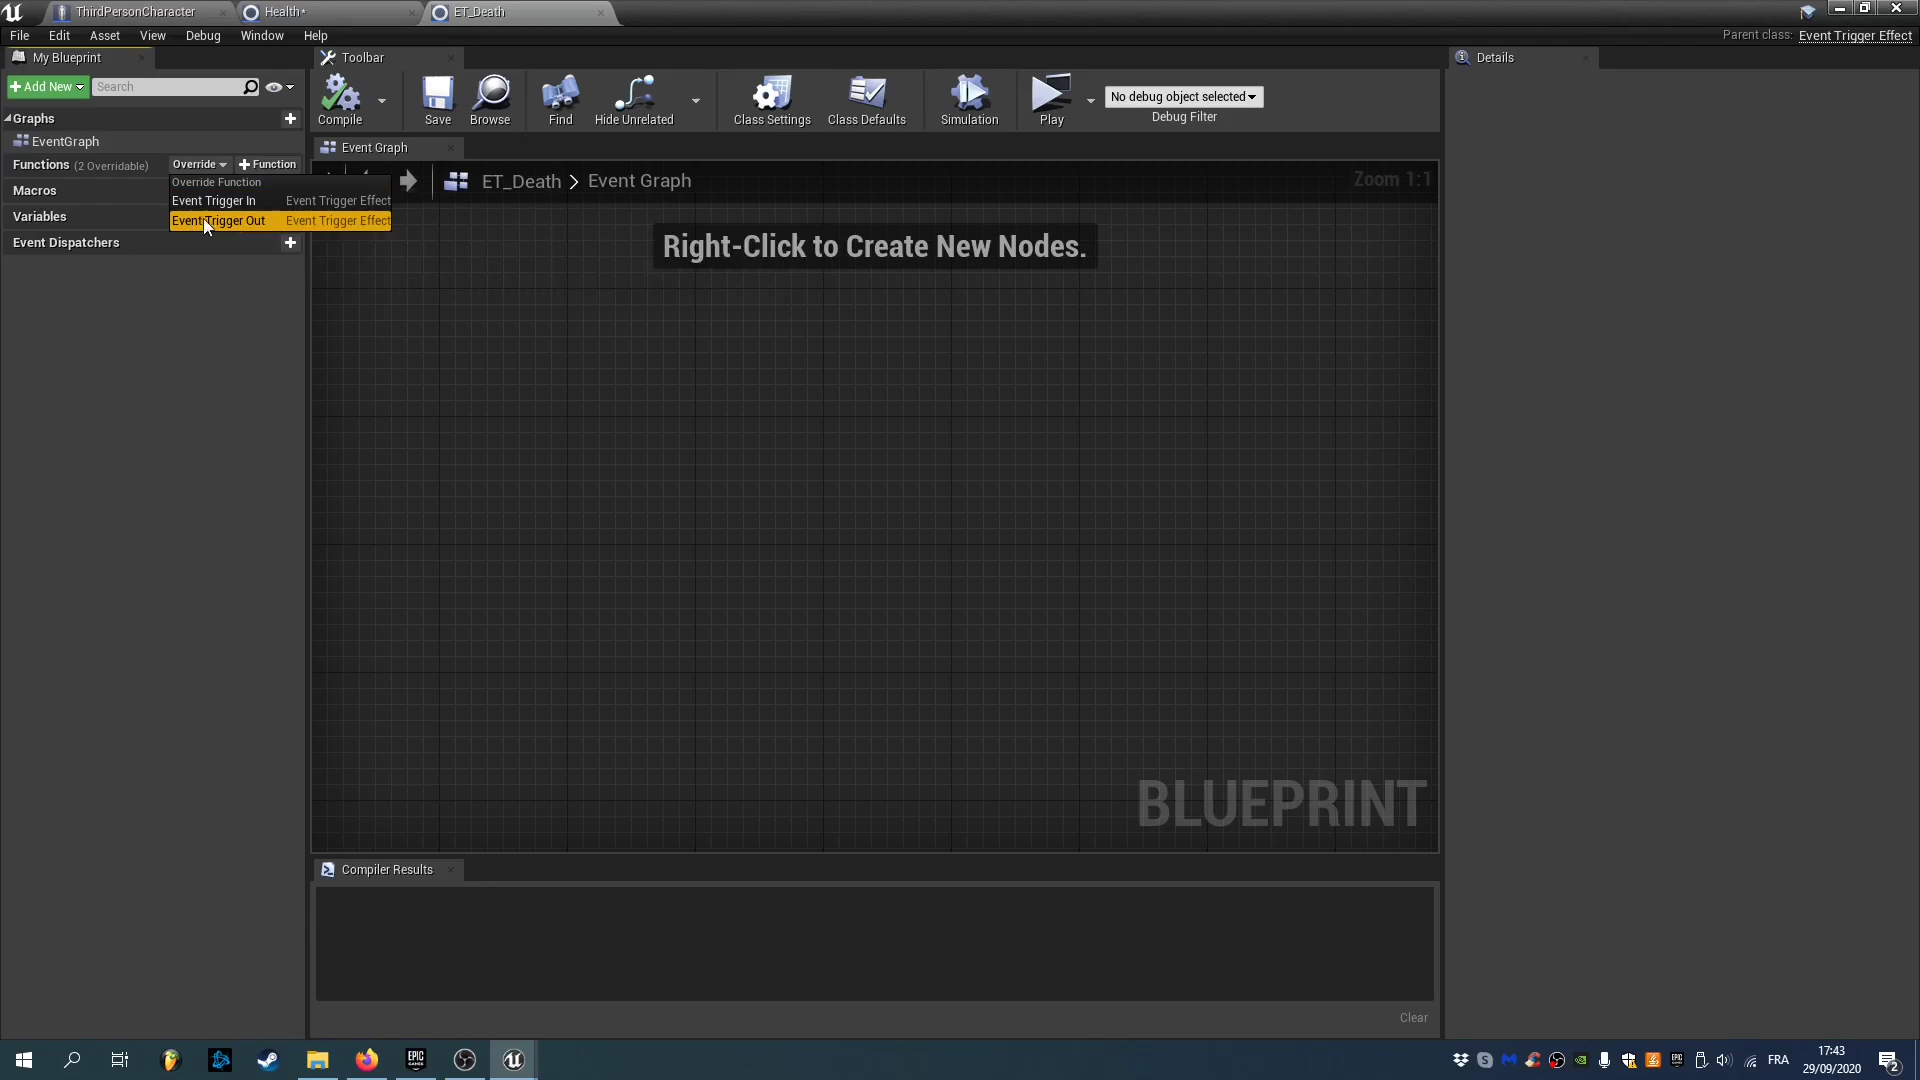 ThirdPersonCharacter
Health*
ET_Death
File Edit Asset View Debug Window Help
Parent class: Event Trigger Effect
My Blueprint
Toolbar
Details
Add New
Search
Compile
Save
Browse
Find
Hide Unrelated
Class Settings
Class Defaults
Simulation
Play
No debug object selected
Debug Filter
Graphs
EventGraph
Event Graph
Functions (2 Overridable)
Override
Function
Override Function
Event Trigger In Event Trigger Effect
Event Trigger Out Event Trigger Effect
Macros
Variables
Event Dispatchers
ET_Death > Event Graph
Zoom 1:1
Right-Click to Create New Nodes.
BLUEPRINT
Compiler Results
Clear
EPIC GAMES
FRA
17:43
29/09/2020
2